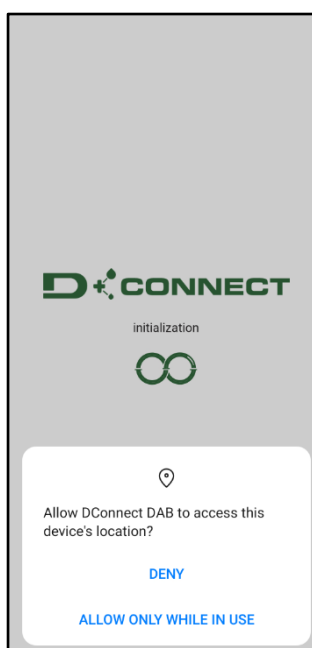 D CONNECT
initialization
Allow DConnect DAB to access this
device's location?
DENY
ALLOW ONLY WHILE IN USE